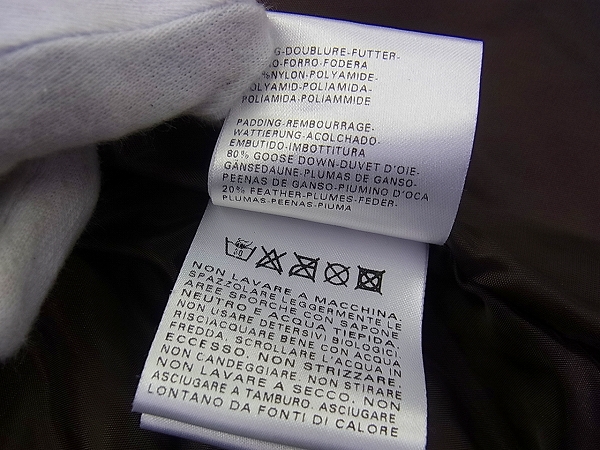 G-DOUBLURE-FUTTER-
O-FORRO-FODERA
%NYLON-POLYAMIDE-
POLYAMID-POLIAMIDA-
POLIAMIDA-POLIAMMIDE
PADDING-REMBOURRAGE-
WATTIERUNG-ACOLCHADO-
EMBUTIDO-IMBOTTITURA
80% GOOSE DOWN-DUVET D'OIE-
GÄNSEDAUNE-PLUMAS DE GANSO-
PEENAS DE GANSO-PIUMINO D'OCA
20% FEATHER-PLUMES-FEDER-
PLUMAS-PEENAS-PIUMA
NON LAVARE A MACCHINA.
SPAZZOLARE LEGGERMENTE LE
AREE SPORCHE CON SAPONE
NEUTRO E ACQUA TIEPIDA.
NON USARE DETERSIVI BIOLOGICI.
RISCIACQUARE BENE CON ACQUA
FREDDA, SCROLLARE L'ACQUA IN
ECCESSO. NON STRIZZARE.
NON CANDEGGIARE. NON STIRARE
NON LAVARE A SECCO. NON
ASCIUGARE A TAMBURO. ASCIUGARE
LONTANO DA FONTI DI CALORE